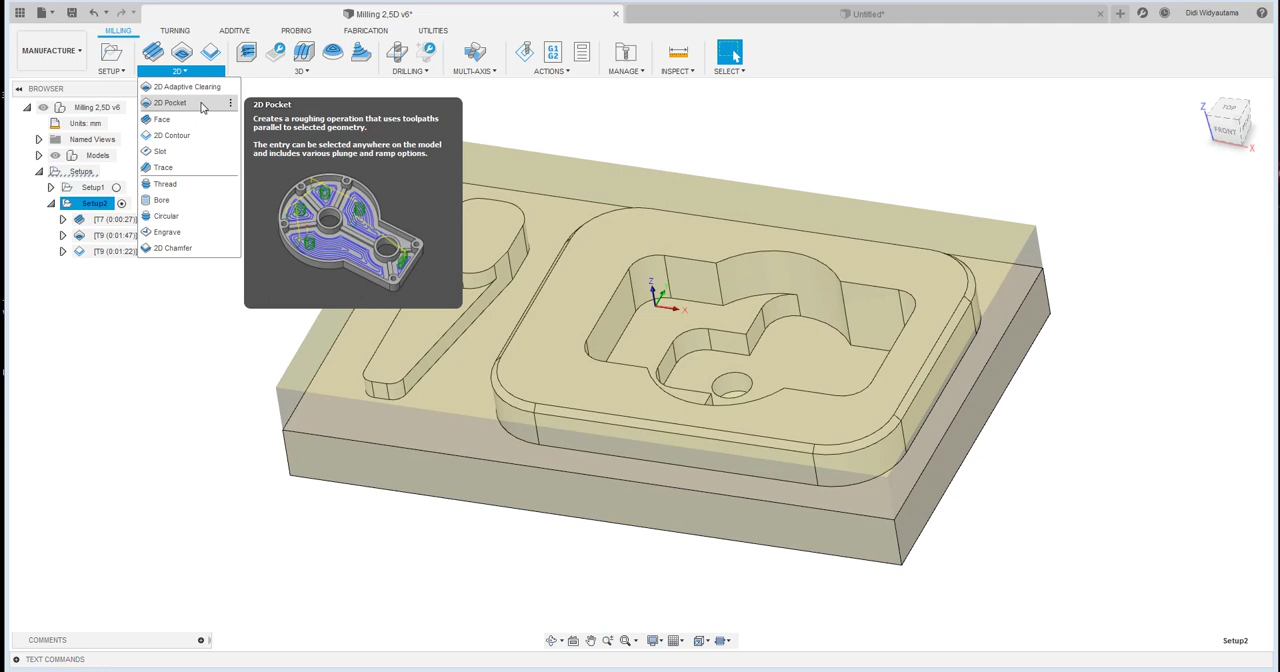 Milling 2,5D v6*
Untitled*
Didi Widyautama
MILLING
TURNING
ADDITIVE
PROBING
FABRICATION
UTILITIES
MANUFACTURE
SETUP
2D
3D
DRILLING
MULTI-AXIS
G1
G2
ACTIONS
MANAGE
INSPECT
SELECT
BROWSER
Milling 2,5D v6
Units: mm
Named Views
Models
Setups
Setup1
Setup2
[T7 (0:00:27)]
[T9 (0:01:47)]
[T9 (0:01:22)]
2D Adaptive Clearing
2D Pocket
Face
2D Contour
Slot
Trace
Thread
Bore
Circular
Engrave
2D Chamfer
2D Pocket
Creates a roughing operation that uses toolpaths
parallel to selected geometry.
The entry can be selected anywhere on the model
and includes various plunge and ramp options.
Z
X
TOP
FRONT
Z
X
COMMENTS
Setup2
TEXT COMMANDS